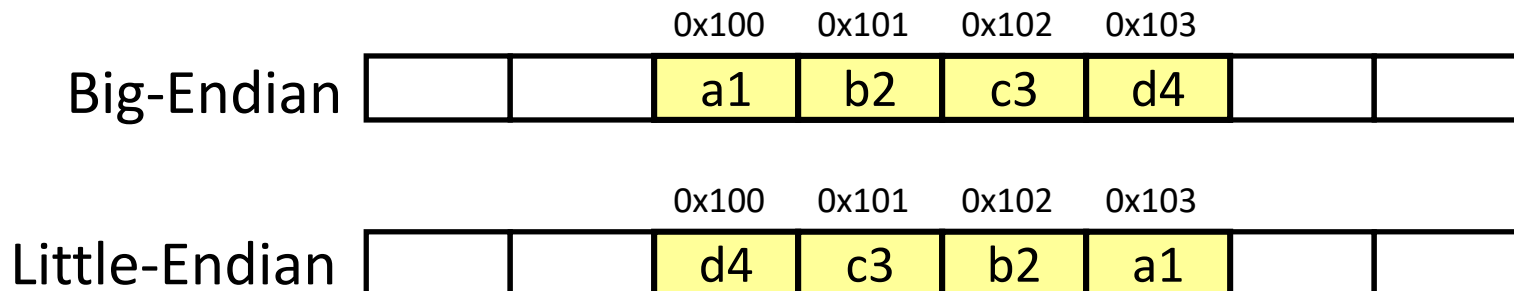 0x100 0x101 0x102 0x103
Big-Endian a1 b2 c3 d4
0x100 0x101 0x102 0x103
Little-Endian d4 c3 b2 a1